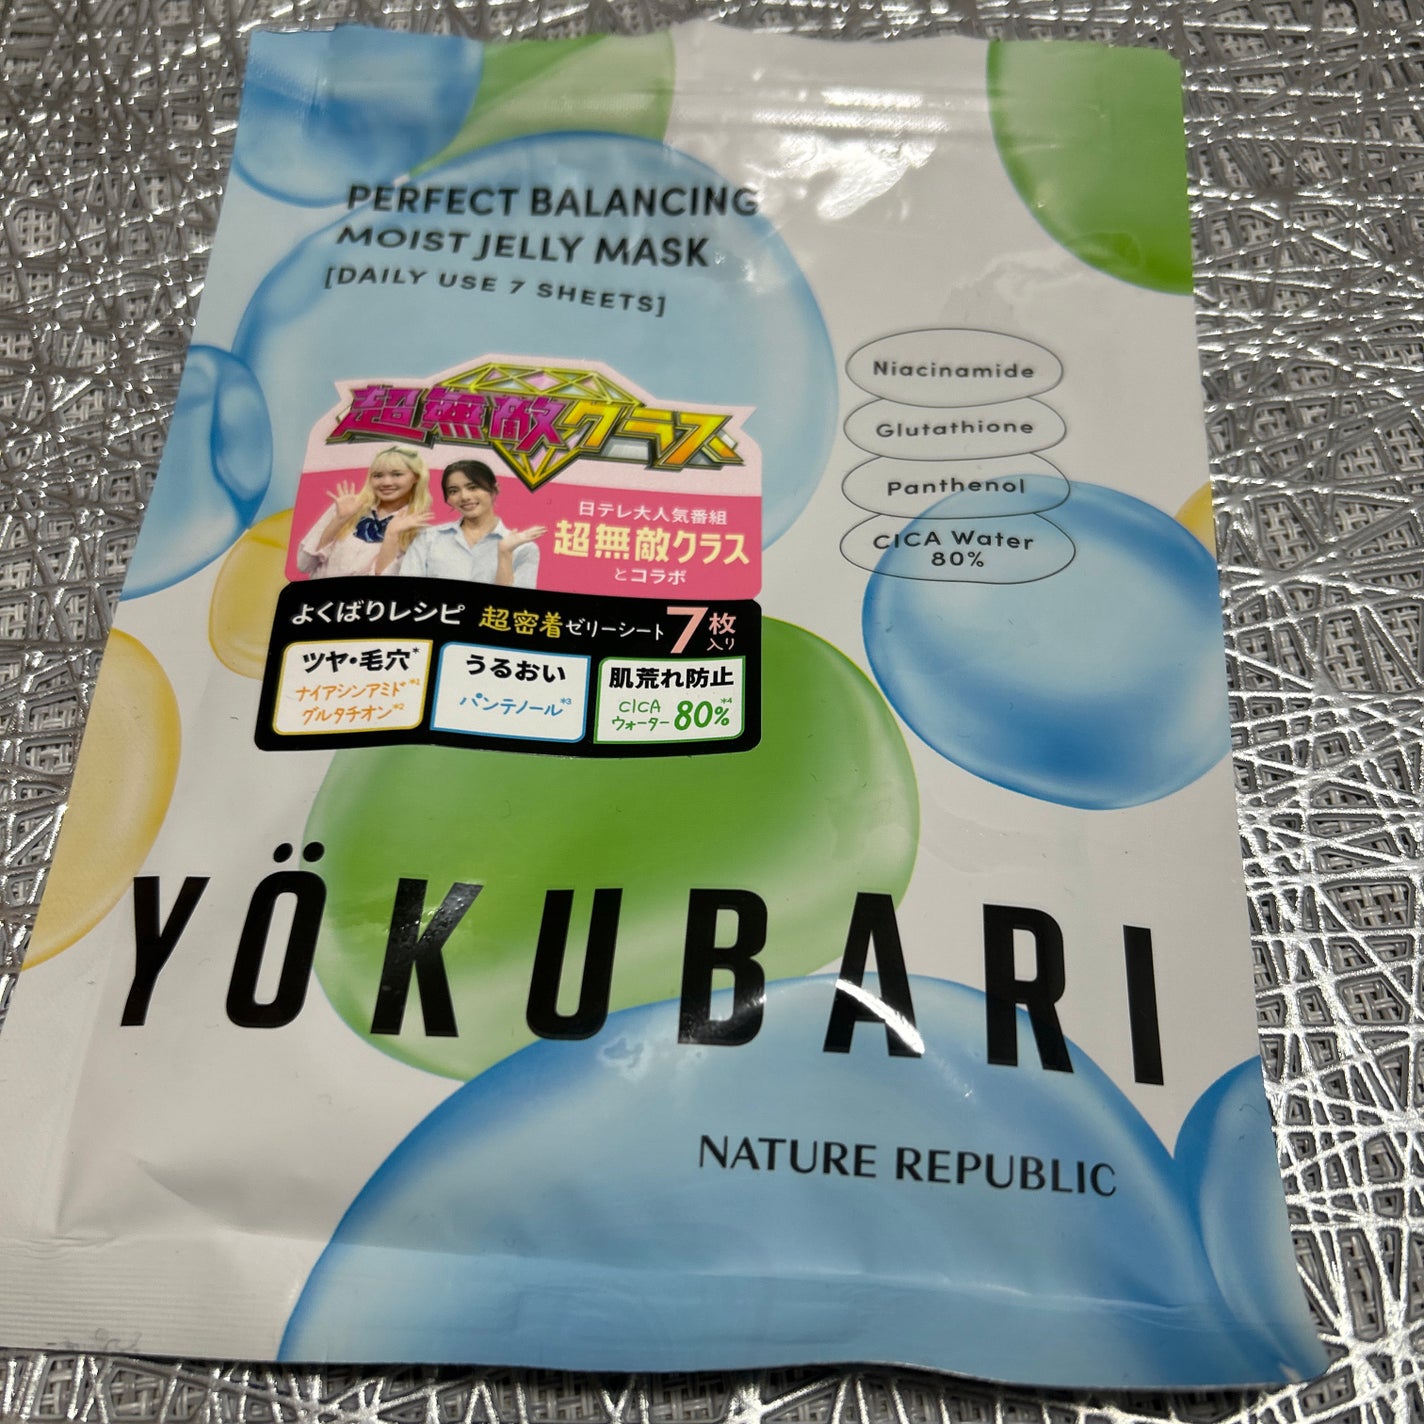 PERFECT BALANCING
MOIST JELLY MASK
[DAILY USE 7 SHEETS]
Niacinamide
Glutathione
Panthenol
CICA Water
80%
超無敵クラス
日テレ大人気番組
超無敵クラス
とコラボ
よくばりレシピ 超密着ゼリーシート7枚入り
ツヤ・毛穴*
ナイアシンアミド*1
グルタチオン*2
うるおい
パンテノール*3
肌荒れ防止
CICA
ウォーター 80%*4
YÖKUBARI
NATURE REPUBLIC